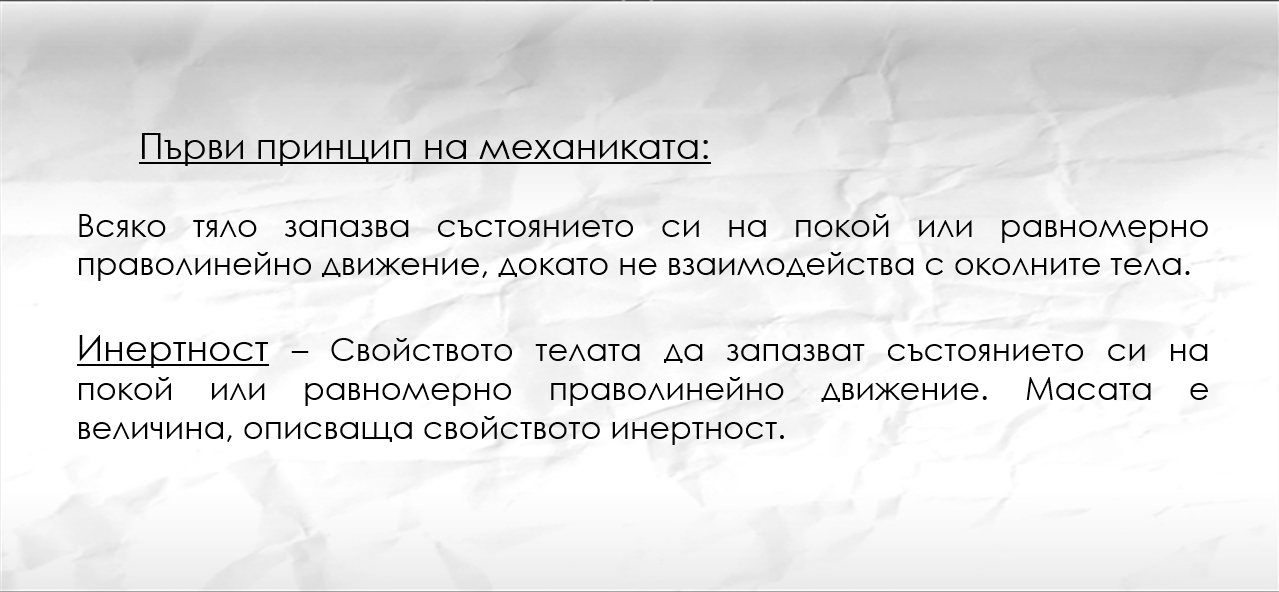 Първи принцип на механиката:
Всяко тяло запазва състоянието си на покой или равномерно
праволинейно движение, докато не взаимодейства с околните тела.
Инертност – Свойството телата да запазват състоянието си на
покой или равномерно праволинейно движение. Масата е
величина, описваща свойството инертност.